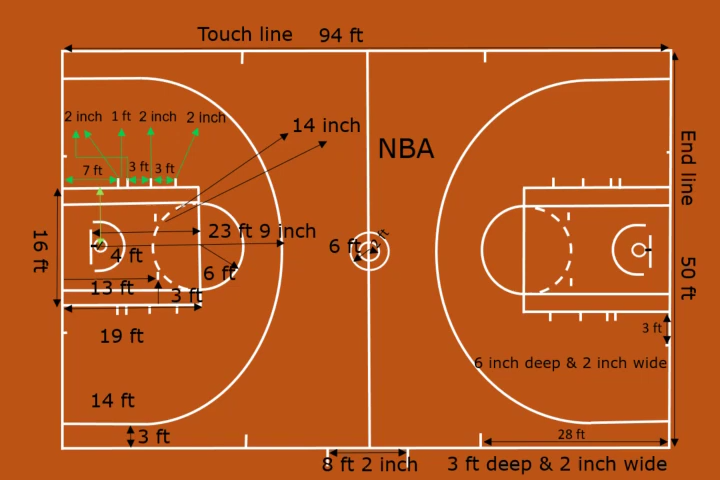 Touch line 94 ft
2 inch 1 ft 2 inch 2 inch
14 inch
NBA
End line
7 ft 3 ft 3 ft
16 ft
23 ft 9 inch
6 ft 2 ft
4 ft
6 ft
50 ft
13 ft
3 ft
19 ft
3 ft
6 inch deep & 2 inch wide
14 ft
3 ft
28 ft
8 ft 2 inch 3 ft deep & 2 inch wide